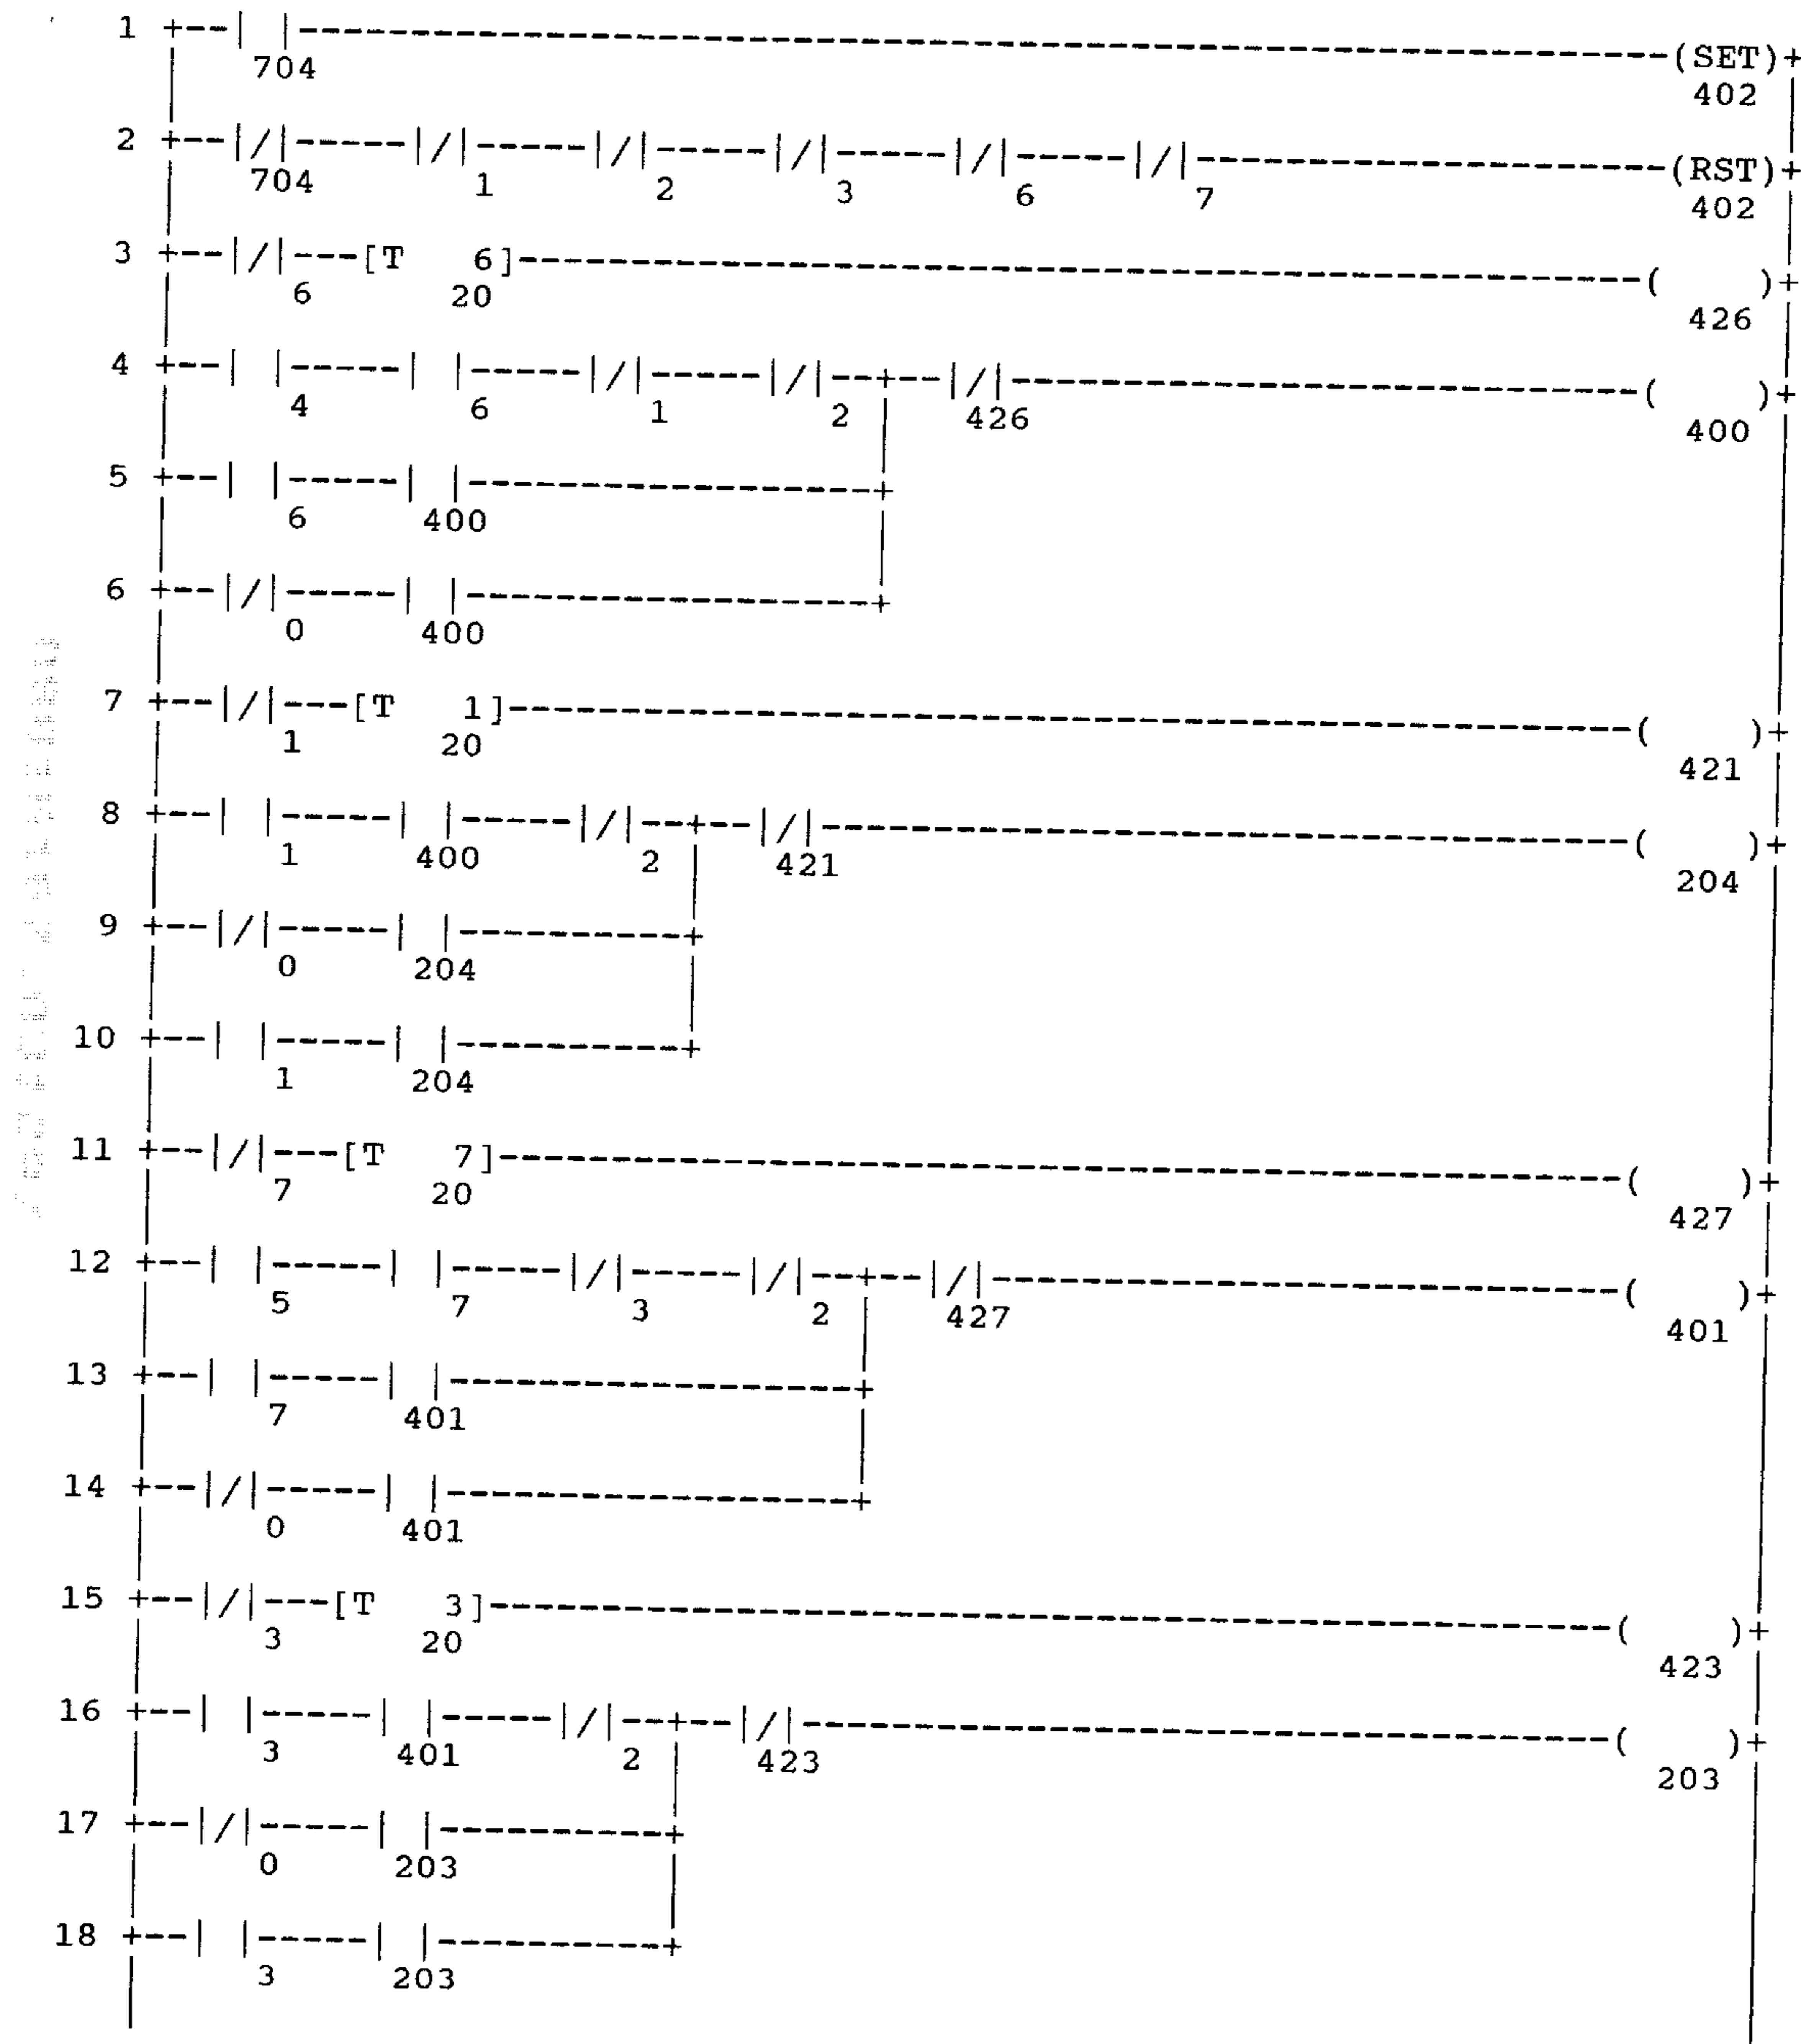 1 +--| |------------------------------------------------------------(SET)+
704 402
2 +--|/|-----|/|-----|/|-----|/|-----|/|-----|/|--------------------(RST)+
704 1 2 3 6 7 402
3 +--|/|---[T 6]------------------------------------------------( )+
6 20 426
4 +--| |-----| |-----|/|-----|/|--+--|/|---------------------------( )+
4 6 1 2 426 400
5 +--| |-----| |------------------+
6 400
6 +--|/|-----| |------------------+
0 400
7 +--|/|---[T 1]------------------------------------------------( )+
1 20 421
8 +--| |-----| |-----|/|--+--|/|-----------------------------------( )+
1 400 2 421 204
9 +--|/|-----| |----------+
0 204
10 +--| |-----| |----------+
1 204
11 +--|/|---[T 7]------------------------------------------------( )+
7 20 427
12 +--| |-----| |-----|/|-----|/|--+--|/|---------------------------( )+
5 7 3 2 427 401
13 +--| |-----| |------------------+
7 401
14 +--|/|-----| |------------------+
0 401
15 +--|/|---[T 3]------------------------------------------------( )+
3 20 423
16 +--| |-----| |-----|/|--+--|/|-----------------------------------( )+
3 401 2 423 203
17 +--|/|-----| |----------+
0 203
18 +--| |-----| |----------+
3 203